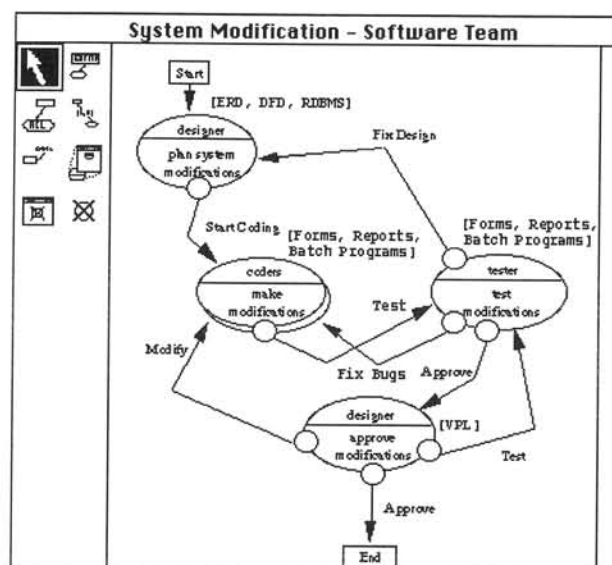 System Modification - Software Team
Start
[ERD, DFD, RDBMS]
designer
plan system
modifications
Fix Design
Start Coding
[Forms, Reports,
Batch Programs]
[Forms, Reports,
Batch Programs]
coders
make
modifications
tester
test
modifications
Test
Modify
Fix Bugs
Approve
designer
[VPL]
approve
modifications
Test
Approve
End